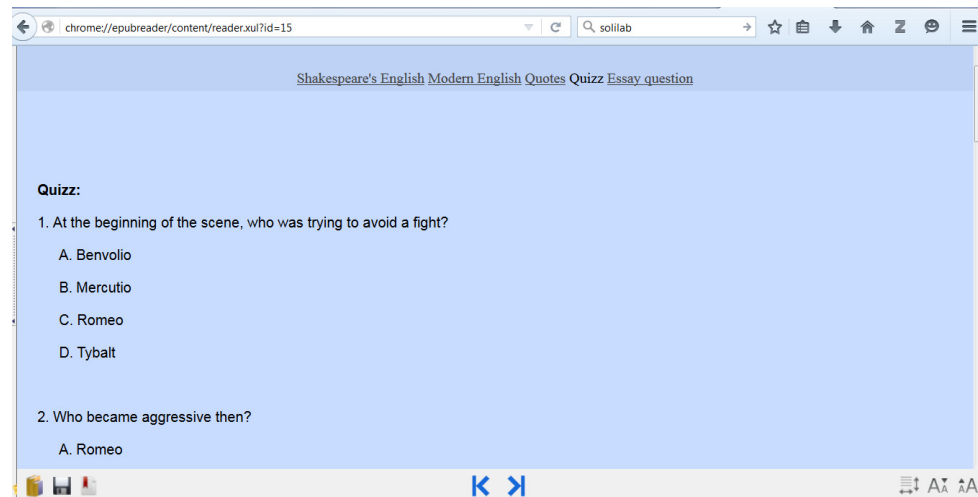 chrome://epubreader/content/reader.xul?id=15
solilab
Shakespeare's English Modern English Quotes Quizz Essay question
Quizz:
1. At the beginning of the scene, who was trying to avoid a fight?
A. Benvolio
B. Mercutio
C. Romeo
D. Tybalt
2. Who became aggressive then?
A. Romeo